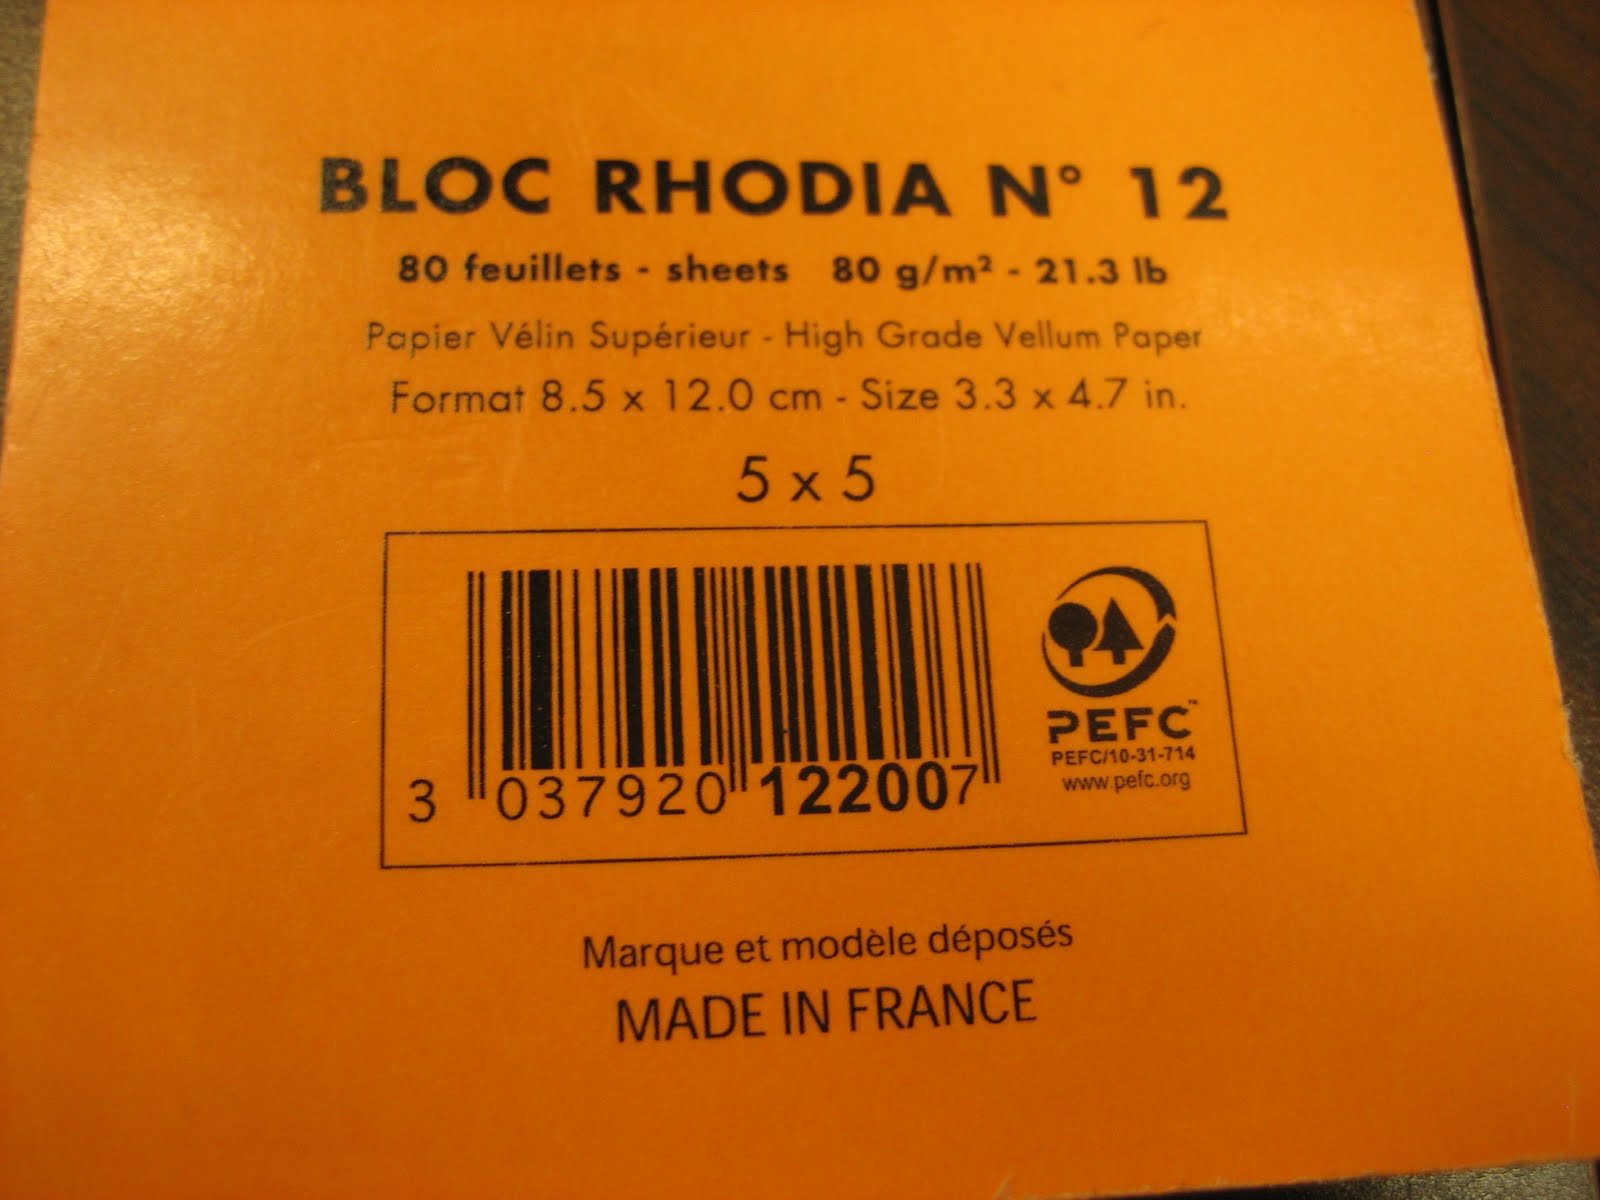 BLOC RHODIA N° 12
80 feuillets - sheets 80 g/m² - 21.3 lb
Papier Vélin Supérieur - High Grade Vellum Paper
Format 8.5 x 12.0 cm - Size 3.3 x 4.7 in.
5 x 5
3 037920 122007
PEFC™
PEFC/10-31-714
www.pefc.org
Marque et modèle déposés
MADE IN FRANCE